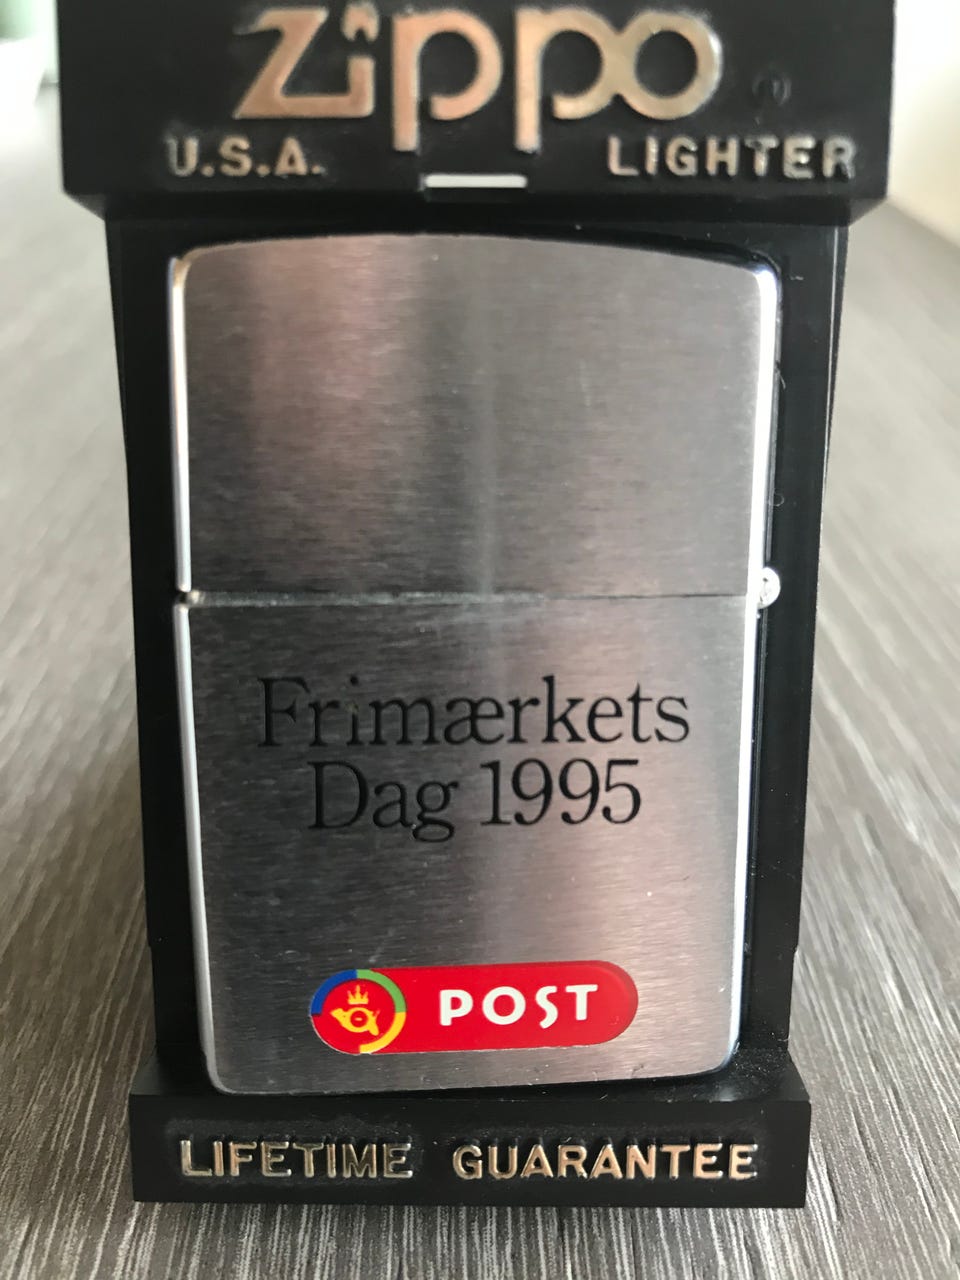 Zippo
U.S.A. LIGHTER
Frimærkets
Dag 1995
POST
LIFETIME GUARANTEE